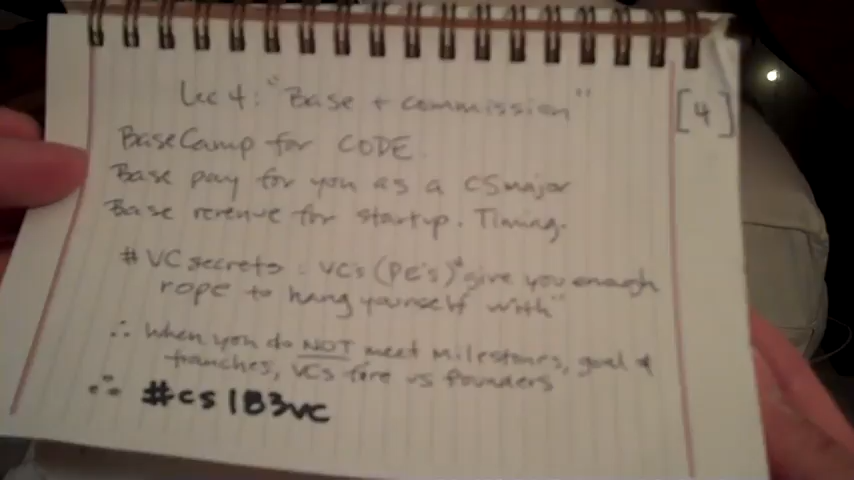 Lec 4: "Base + commission"
[4]
BaseCamp for CODE.
Base pay for you as a CS major
Base revenue for startup. Timing.
# VC secrets: VC's (PE's) "give you enough
rope to hang yourself with"
∴ When you do NOT meet milestones, goal +
tranches, VCs fire us founders
∴ #cs183vc